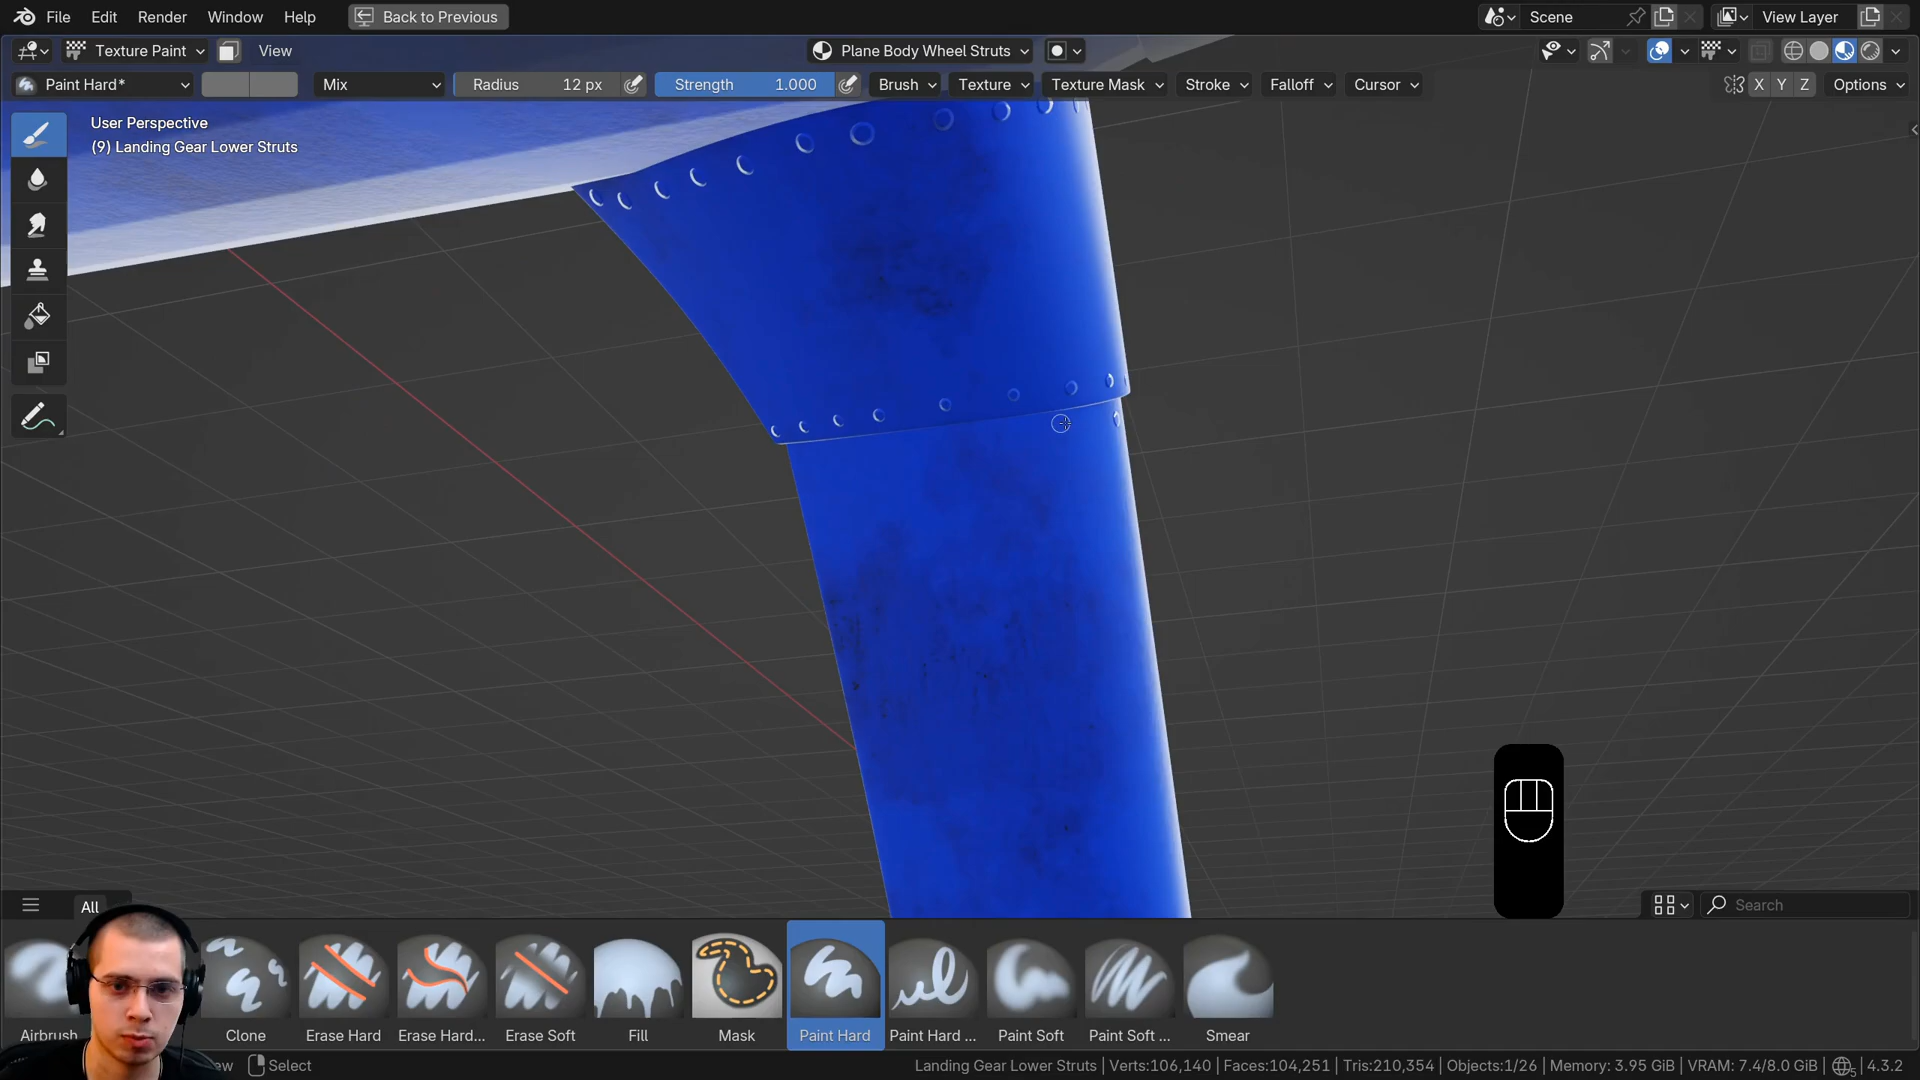 File Edit Render Window Help Back to Previous Scene View Layer
Texture Paint View Plane Body Wheel Struts
Paint Hard* Mix Radius 12 px Strength 1.000 Brush Texture Texture Mask Stroke Falloff Cursor X Y Z Options
User Perspective
(9) Landing Gear Lower Struts
All Search
Airbrush Clone Erase Hard Erase Hard... Erase Soft Fill Mask Paint Hard Paint Hard ... Paint Soft Paint Soft ... Smear
ew Select Landing Gear Lower Struts | Verts:106,140 | Faces:104,251 | Tris:210,354 | Objects:1/26 | Memory: 3.95 GiB | VRAM: 7.4/8.0 GiB | 5 | 4.3.2